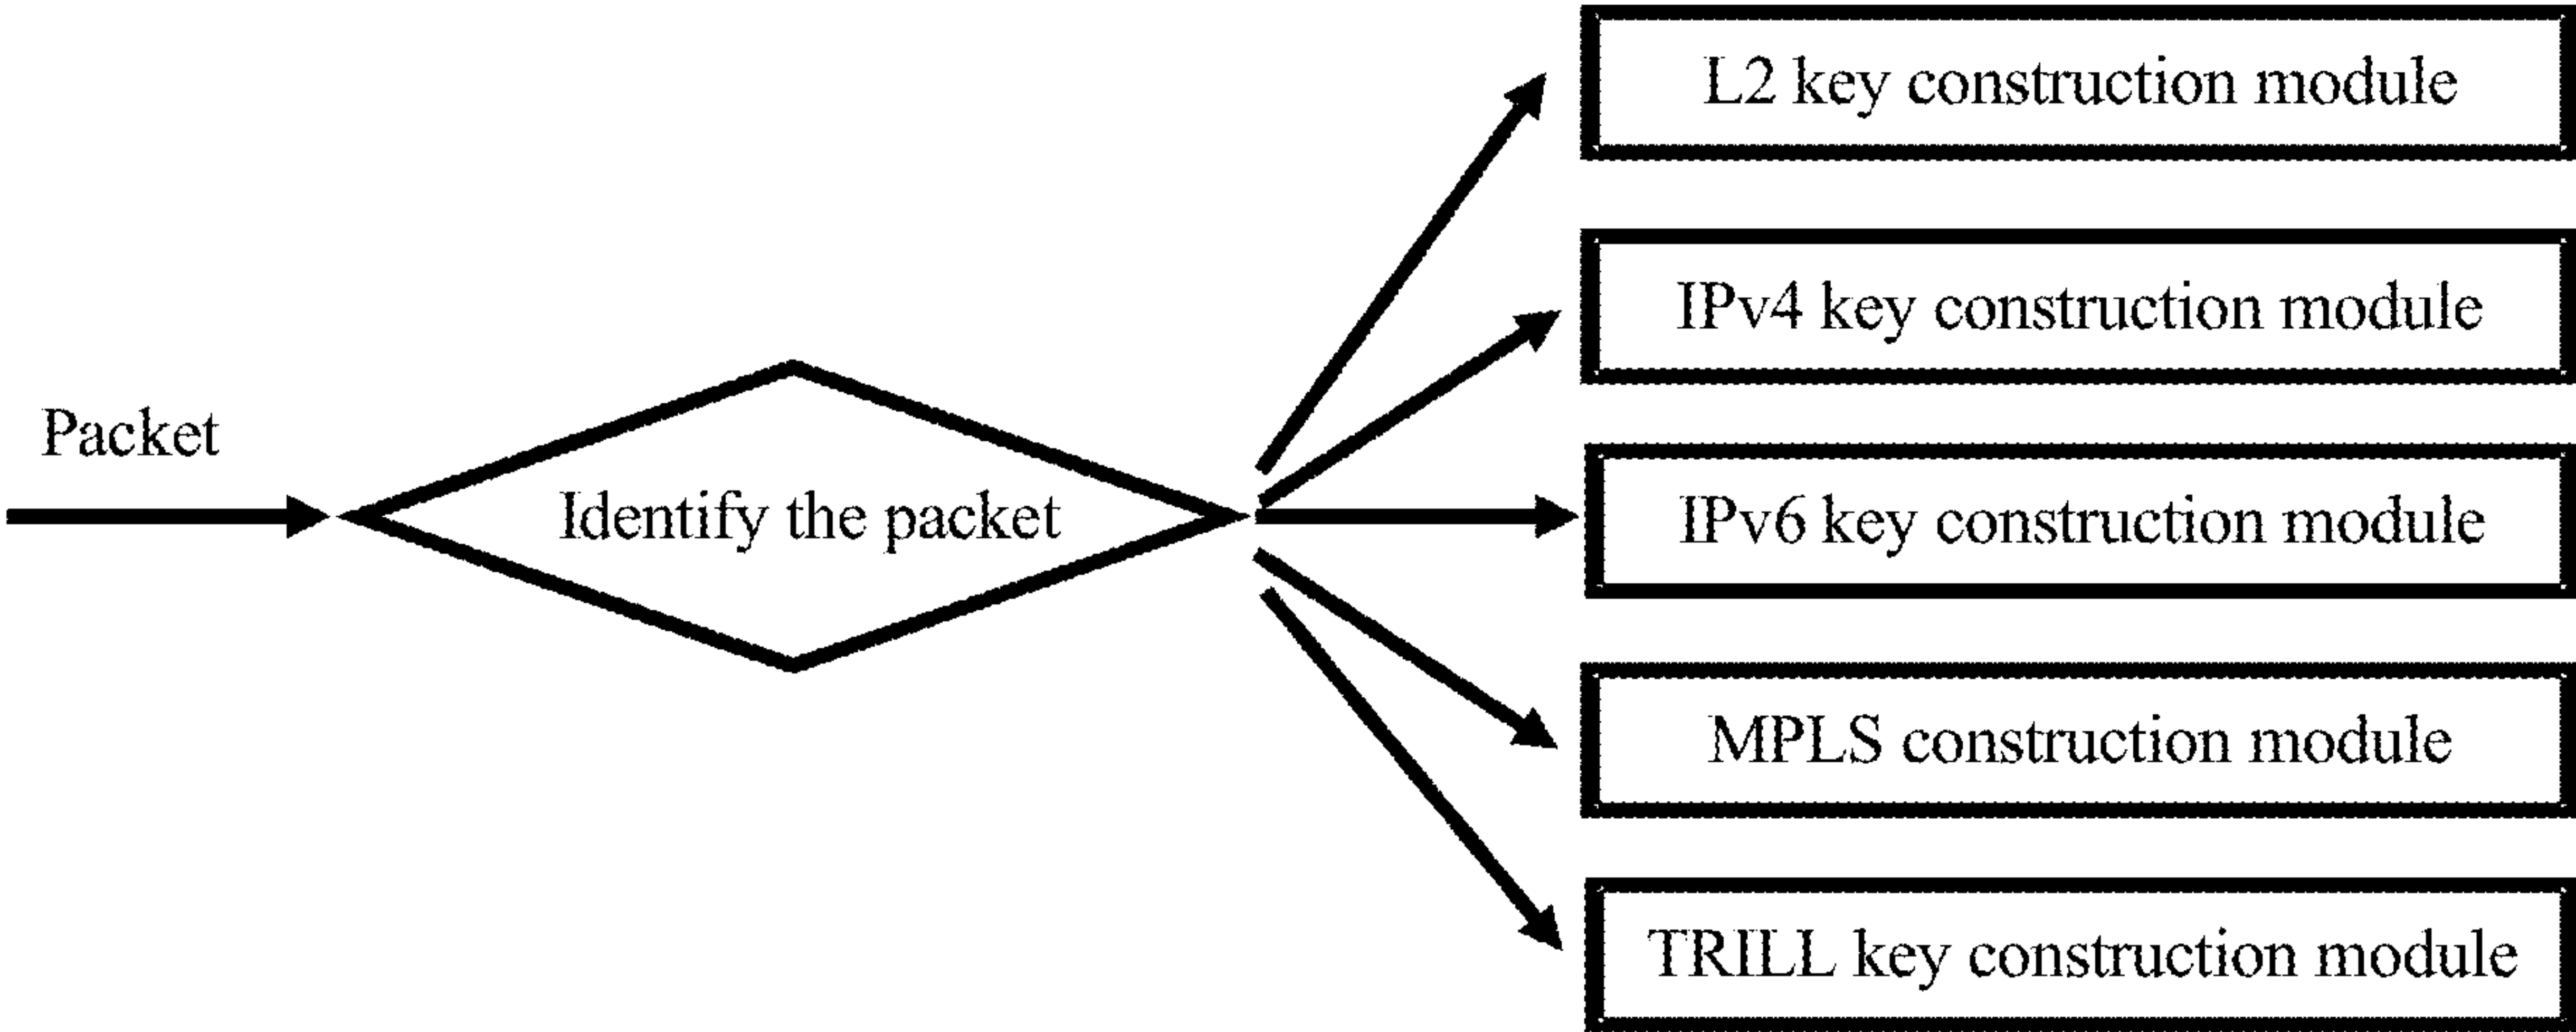 Packet
Identify the packet
L2 key construction module
IPv4 key construction module
IPv6 key construction module
MPLS construction module
TRILL key construction module